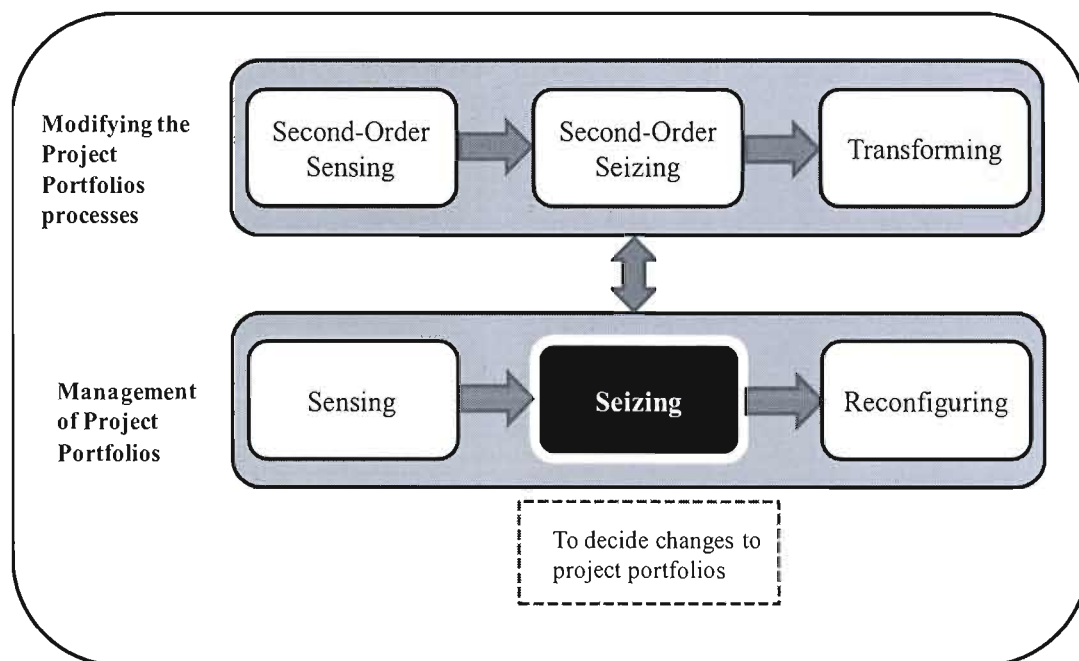 Modifying the
Project
Portfolios
processes
Second-Order
Sensing
Second-Order
Seizing
Transforming
Management
of Project
Portfolios
Sensing
Seizing
Reconfiguring
To decide changes to
project portfolios